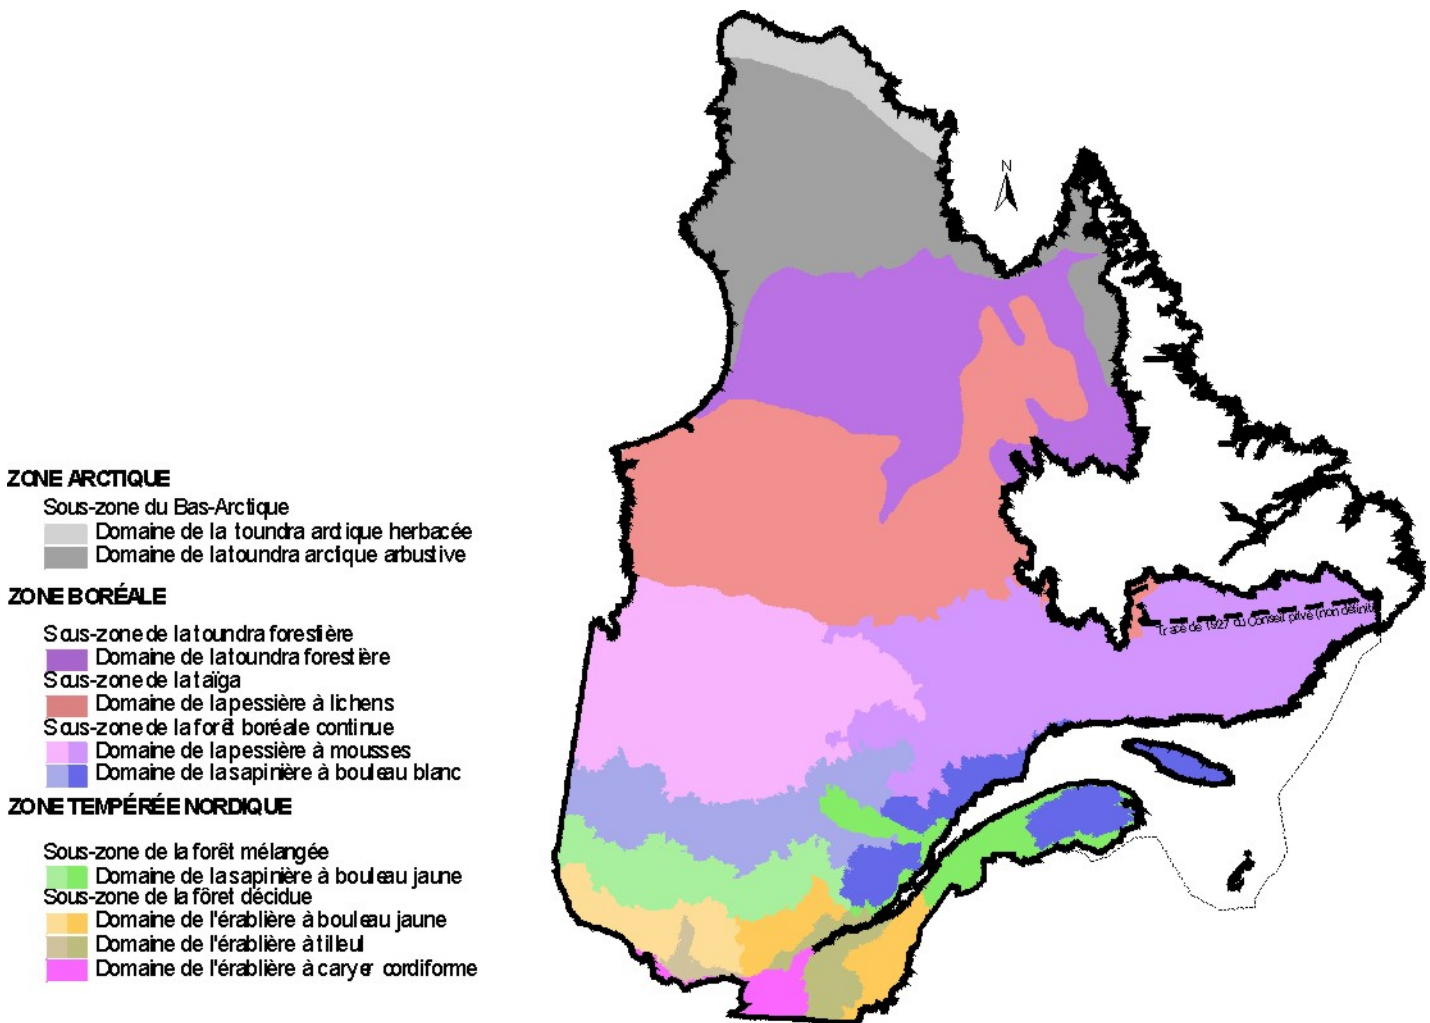 N
ZONE ARCTIQUE
Sous-zone du Bas-Arctique
Domaine de la toundra arctique herbacée
Domaine de la toundra arctique arbustive
ZONE BORÉALE
Sous-zone de la toundra forestière
Domaine de la toundra forestière
Sous-zone de la taïga
Domaine de la pessière à lichens
Sous-zone de la forêt boréale continue
Domaine de la pessière à mousses
Domaine de la sapinière à bouleau blanc
ZONE TEMPÉRÉE NORDIQUE
Sous-zone de la forêt mélangée
Domaine de la sapinière à bouleau jaune
Sous-zone de la fôret décidue
Domaine de l'érablière à bouleau jaune
Domaine de l'érablière à tilleul
Domaine de l'érablière à caryer cordiforme
Tracé de 1927 du Conseil privé (non définiti